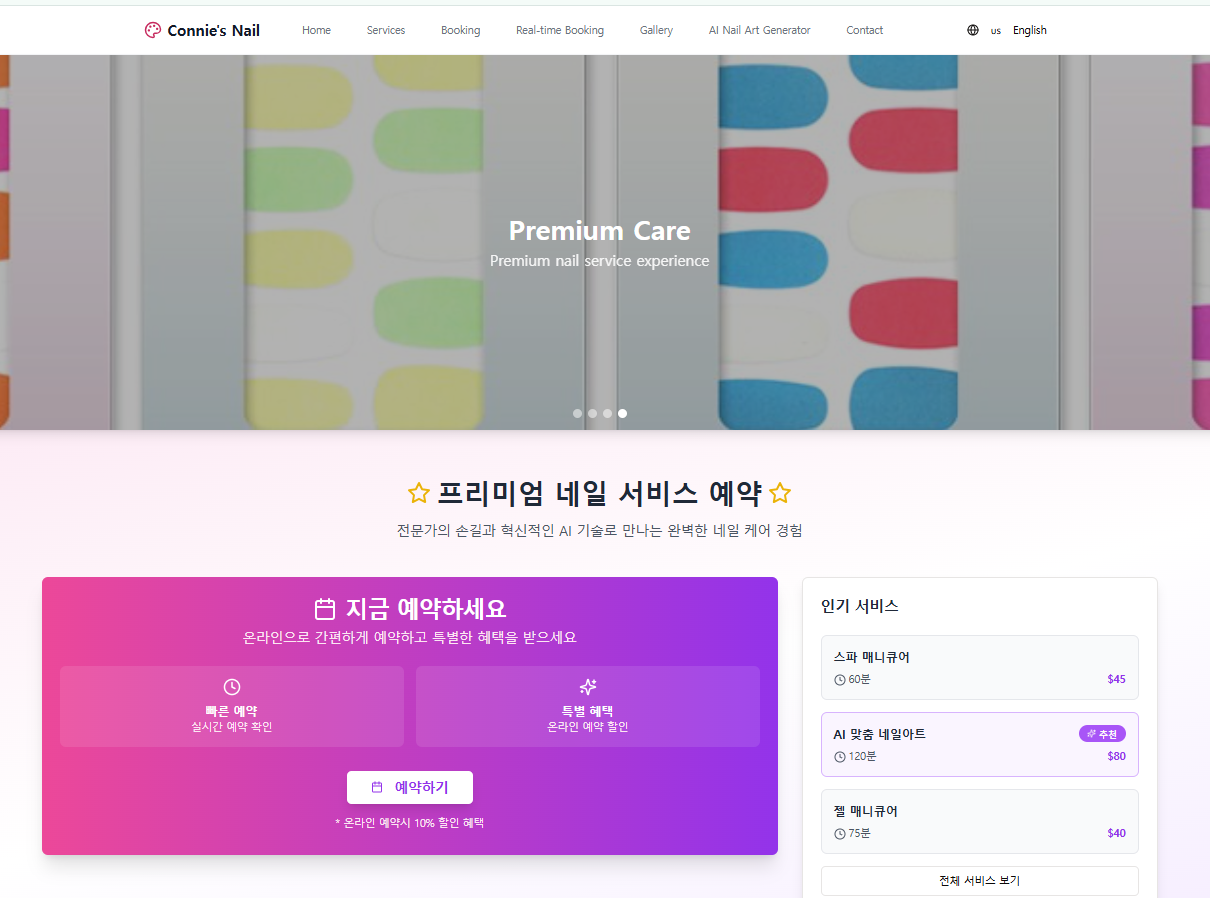 Connie's Nail
Home
Services
Booking
Real-time Booking
Gallery
AI Nail Art Generator
Contact
us
English
Premium Care
Premium nail service experience
프리미엄 네일 서비스 예약
전문가의 손길과 혁신적인 AI 기술로 만나는 완벽한 네일 케어 경험
지금 예약하세요
온라인으로 간편하게 예약하고 특별한 혜택을 받으세요
빠른 예약
실시간 예약 확인
특별 혜택
온라인 예약 할인
예약하기
* 온라인 예약시 10% 할인 혜택
인기 서비스
스파 매니큐어
60분
$45
AI 맞춤 네일아트
추천
120분
$80
젤 매니큐어
75분
$40
전체 서비스 보기